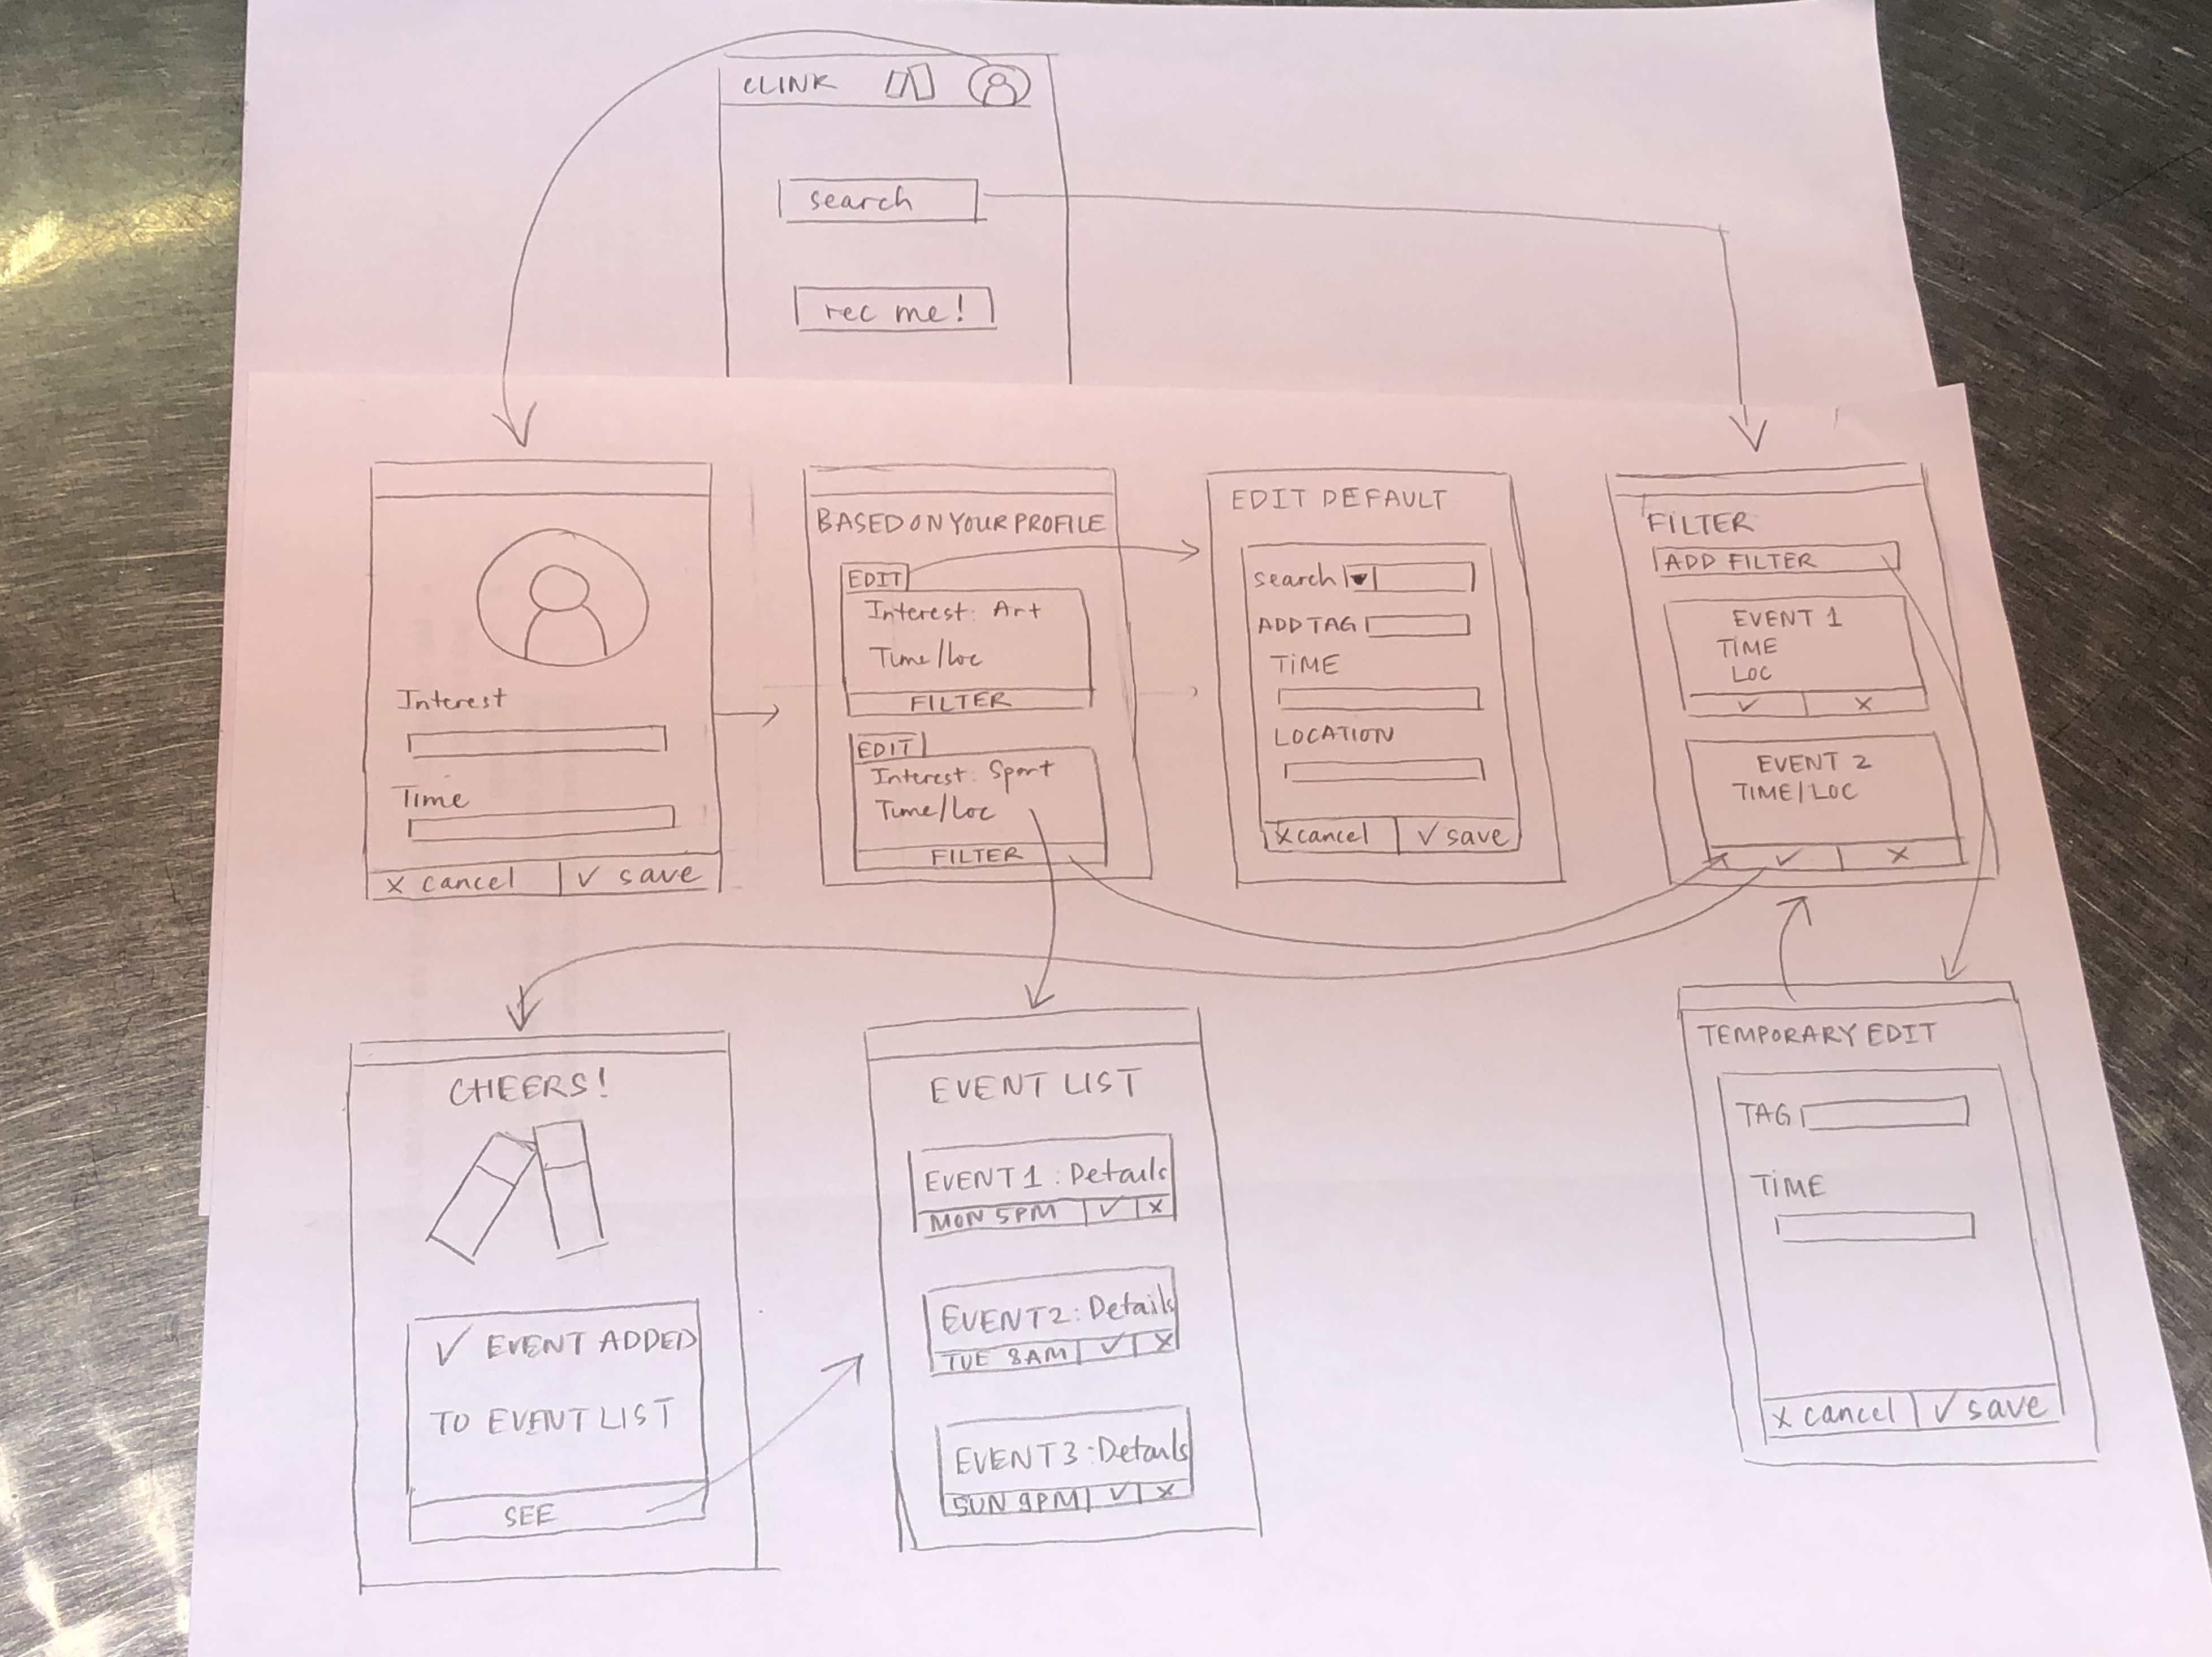 CLINK
search
rec me!
Interest
Time
x cancel
✓ save
BASED ON YOUR PROFILE
EDIT
Interest: Art
Time/Loc
FILTER
EDIT
Interest: Sport
Time/Loc
FILTER
EDIT DEFAULT
search
ADD TAG
TIME
LOCATION
x cancel
✓ save
FILTER
ADD FILTER
EVENT 1
TIME
LOC
✓ x
EVENT 2
TIME/LOC
✓ x
CHEERS!
✓ EVENT ADDED
TO EVENT LIST
SEE
EVENT LIST
EVENT 1: Details
MON 5PM ✓ x
EVENT 2: Details
TUE 8AM ✓ x
EVENT 3: Details
SUN 9PM ✓ x
TEMPORARY EDIT
TAG
TIME
x cancel
✓ save